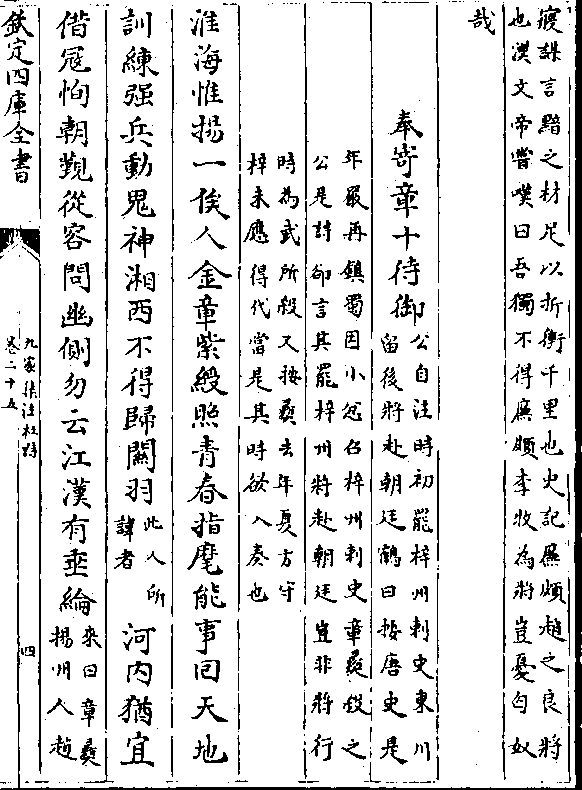 寢謀言黯之材足以折衝千里也史記廉頗趙之良將
也漢文帝嘗嘆曰吾獨不得廉頗李牧為將豈憂匈奴
哉
奉寄章十侍御
公自注時初罷梓州刺史東川
留後將赴朝廷鶴曰按唐史是
年嚴再鎮蜀因小忿召梓州刺史章彛殺之
公是詩卻言其罷梓州將赴朝廷豈非將行
時為武所殺又按彛去年夏方守
梓未應得代當是其時欲入奏也
淮海惟揚一俊人金章紫綬照青春指麾能事囘天地
訓練强兵動鬼神湘西不得歸關羽
此人所
諱者
河内猶宜
借冦恂朝覲從容問幽側勿云江漢有垂綸
來曰章彛
揚州人趙
欽定四庫全書
九家集注杜詩
卷二十五
四